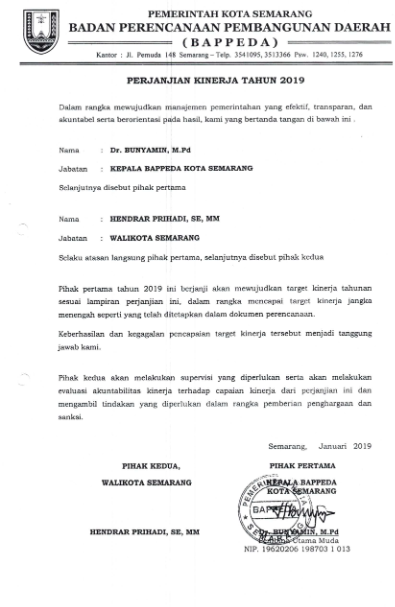 PEMERINTAH KOTA SEMARANG
BADAN PERENCANAAN PEMBANGUNAN DAERAH
( BAPPEDA )
Kantor : Jl. Pemuda 148 Semarang – Telp. 3541095, 3513366 Pew. 1240, 1255, 1276
PERJANJIAN KINERJA TAHUN 2019
Dalam rangka mewujudkan manajemen pemerintahan yang efektif, transparan, dan
akuntabel serta berorientasi pada hasil, kami yang bertanda tangan di bawah ini .
Nama : Dr. BUNYAMIN, M.Pd
Jabatan : KEPALA BAPPEDA KOTA SEMARANG
Selanjutnya disebut pihak pertama
Nama : HENDRAR PRIHADI, SE, MM
Jabatan : WALIKOTA SEMARANG
Selaku atasan langsung pihak pertama, selanjutnya disebut pihak kedua
Pihak pertama tahun 2019 ini berjanji akan mewujudkan target kinerja tahunan
sesuai lampiran perjanjian ini, dalam rangka mencapai target kinerja jangka
menengah seperti yang telah ditetapkan dalam dokumen perencanaan.
Keberhasilan dan kegagalan pencapaian target kinerja tersebut menjadi tanggung
jawab kami.
Pihak kedua akan melakukan supervisi yang diperlukan serta akan melakukan
evaluasi akuntabilitas kinerja terhadap capaian kinerja dari perjanjian ini dan
mengambil tindakan yang diperlukan dalam rangka pemberian penghargaan dan
sanksi.
Semarang, Januari 2019
PIHAK KEDUA,
WALIKOTA SEMARANG
HENDRAR PRIHADI, SE, MM
PIHAK PERTAMA
KEPALA BAPPEDA
KOTA SEMARANG
Dr. BUNYAMIN, M.Pd
Utama Muda
NIP. 19620206 198703 1 013